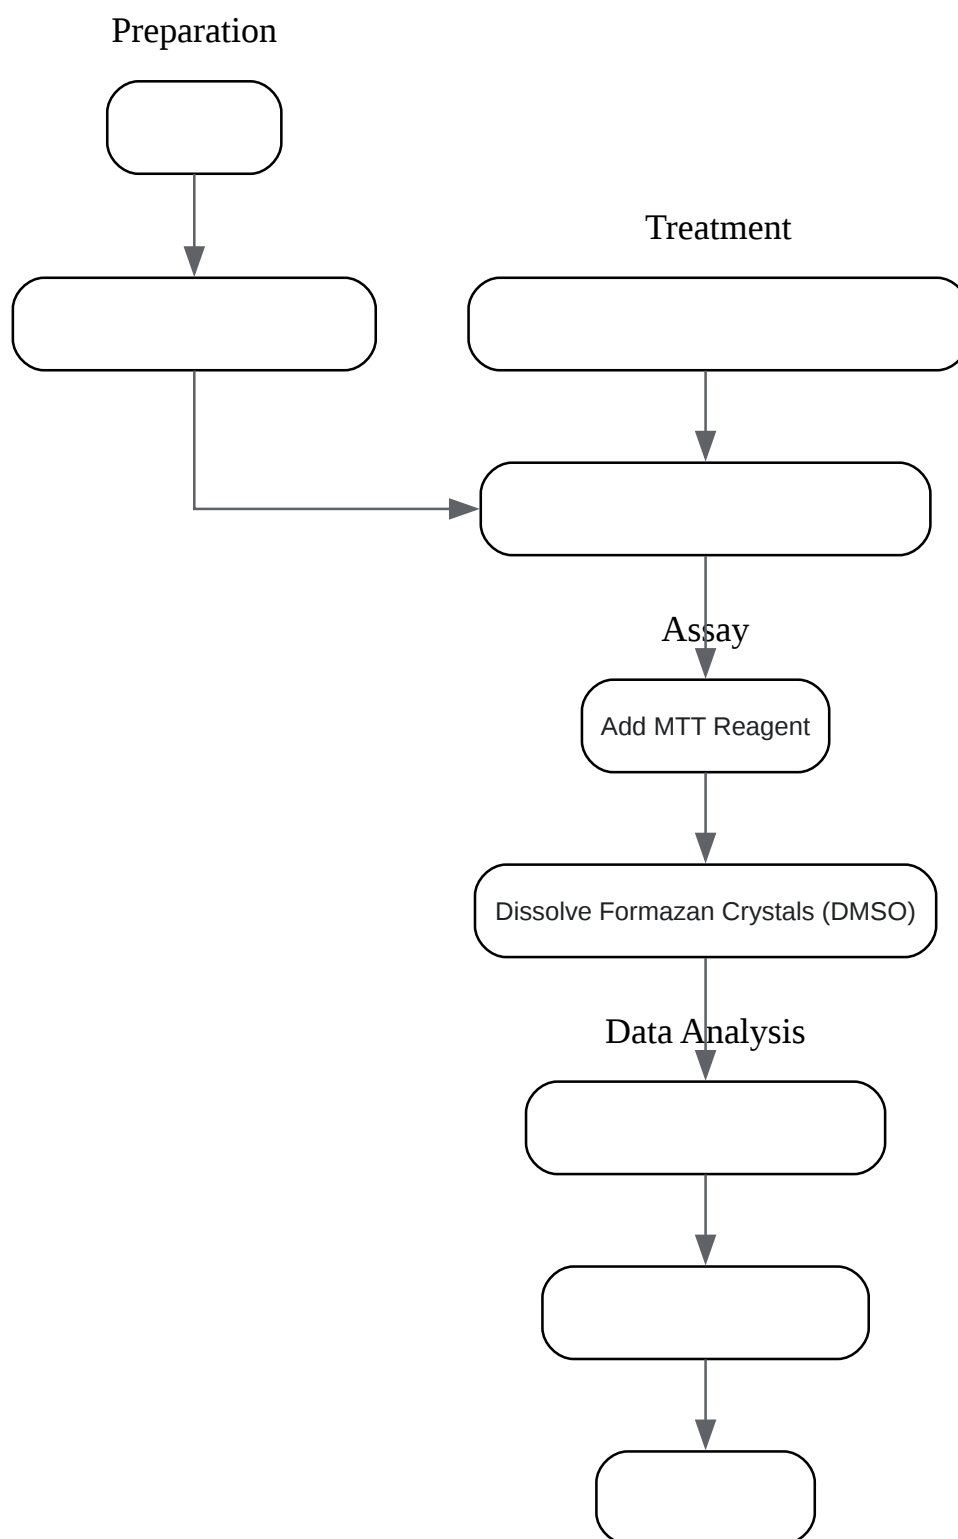 Preparation
Treatment
Assay
Add MTT Reagent
Dissolve Formazan Crystals (DMSO)
Data Analysis